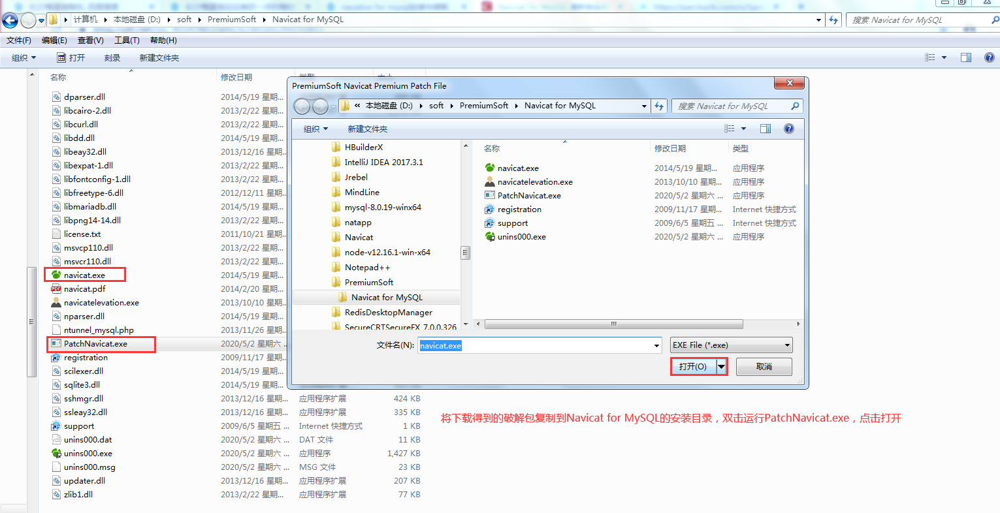 计算机 ▸ 本地磁盘 (D:) ▸ soft ▸ PremiumSoft ▸ Navicat for MySQL
搜索 Navicat for MySQL
文件(F) 编辑(E) 查看(V) 工具(T) 帮助(H)
组织 打开 刻录 新建文件夹
名称 修改日期
dparser.dll 2014/5/19 星期...
libcairo-2.dll 2013/2/22 星期...
libcurl.dll 2013/2/22 星期...
libdd.dll 2014/5/19 星期...
libeay32.dll 2013/12/16 星期...
libexpat-1.dll 2013/2/22 星期...
libfontconfig-1.dll 2013/2/22 星期...
libfreetype-6.dll 2012/12/11 星期...
libmariadb.dll 2014/5/19 星期...
libpng14-14.dll 2013/2/22 星期...
license.txt 2011/10/21 星期...
msvcp110.dll 2013/2/22 星期...
msvcr110.dll 2013/2/22 星期...
navicat.exe 2014/5/19 星期...
navicat.pdf 2014/2/20 星期...
navicatelevation.exe 2013/10/10 星期...
nparser.dll 2014/5/19 星期...
ntunnel_mysql.php 2013/11/26 星期...
PatchNavicat.exe 2020/5/2 星期六 ...
registration 2009/11/17 星期...
scilexer.dll 2014/5/19 星期...
sqlite3.dll 2014/5/19 星期...
sshmgr.dll 2013/12/16 星期... 应用程序扩展 424 KB
ssleay32.dll 2013/12/16 星期... 应用程序扩展 335 KB
support 2009/6/5 星期五 ... Internet 快捷方式 1 KB
unins000.dat 2020/5/2 星期六 ... DAT 文件 11 KB
unins000.exe 2020/5/2 星期六 ... 应用程序 1,427 KB
unins000.msg 2020/5/2 星期六 ... MSG 文件 23 KB
updater.dll 2013/12/16 星期... 应用程序扩展 207 KB
zlib1.dll 2013/2/22 星期... 应用程序扩展 77 KB
PremiumSoft Navicat Premium Patch File
« 本地磁盘 (D:) ▸ soft ▸ PremiumSoft ▸ Navicat for MySQL
搜索 Navicat for MySQL
组织 新建文件夹
HBuilderX
IntelliJ IDEA 2017.3.1
Jrebel
MindLine
mysql-8.0.19-winx64
natapp
Navicat
node-v12.16.1-win-x64
Notepad++
PremiumSoft
Navicat for MySQL
RedisDesktopManager
SecureCRTSecureFX_7.0.0.326
名称 修改日期 类型
navicat.exe 2014/5/19 星期... 应用程序
navicatelevation.exe 2013/10/10 星期... 应用程序
PatchNavicat.exe 2020/5/2 星期六 ... 应用程序
registration 2009/11/17 星期... Internet 快捷方式
support 2009/6/5 星期五 ... Internet 快捷方式
unins000.exe 2020/5/2 星期六 ... 应用程序
文件名(N): navicat.exe
EXE File (*.exe)
打开(O) 取消
将下载得到的破解包复制到Navicat for MySQL的安装目录，双击运行PatchNavicat.exe，点击打开